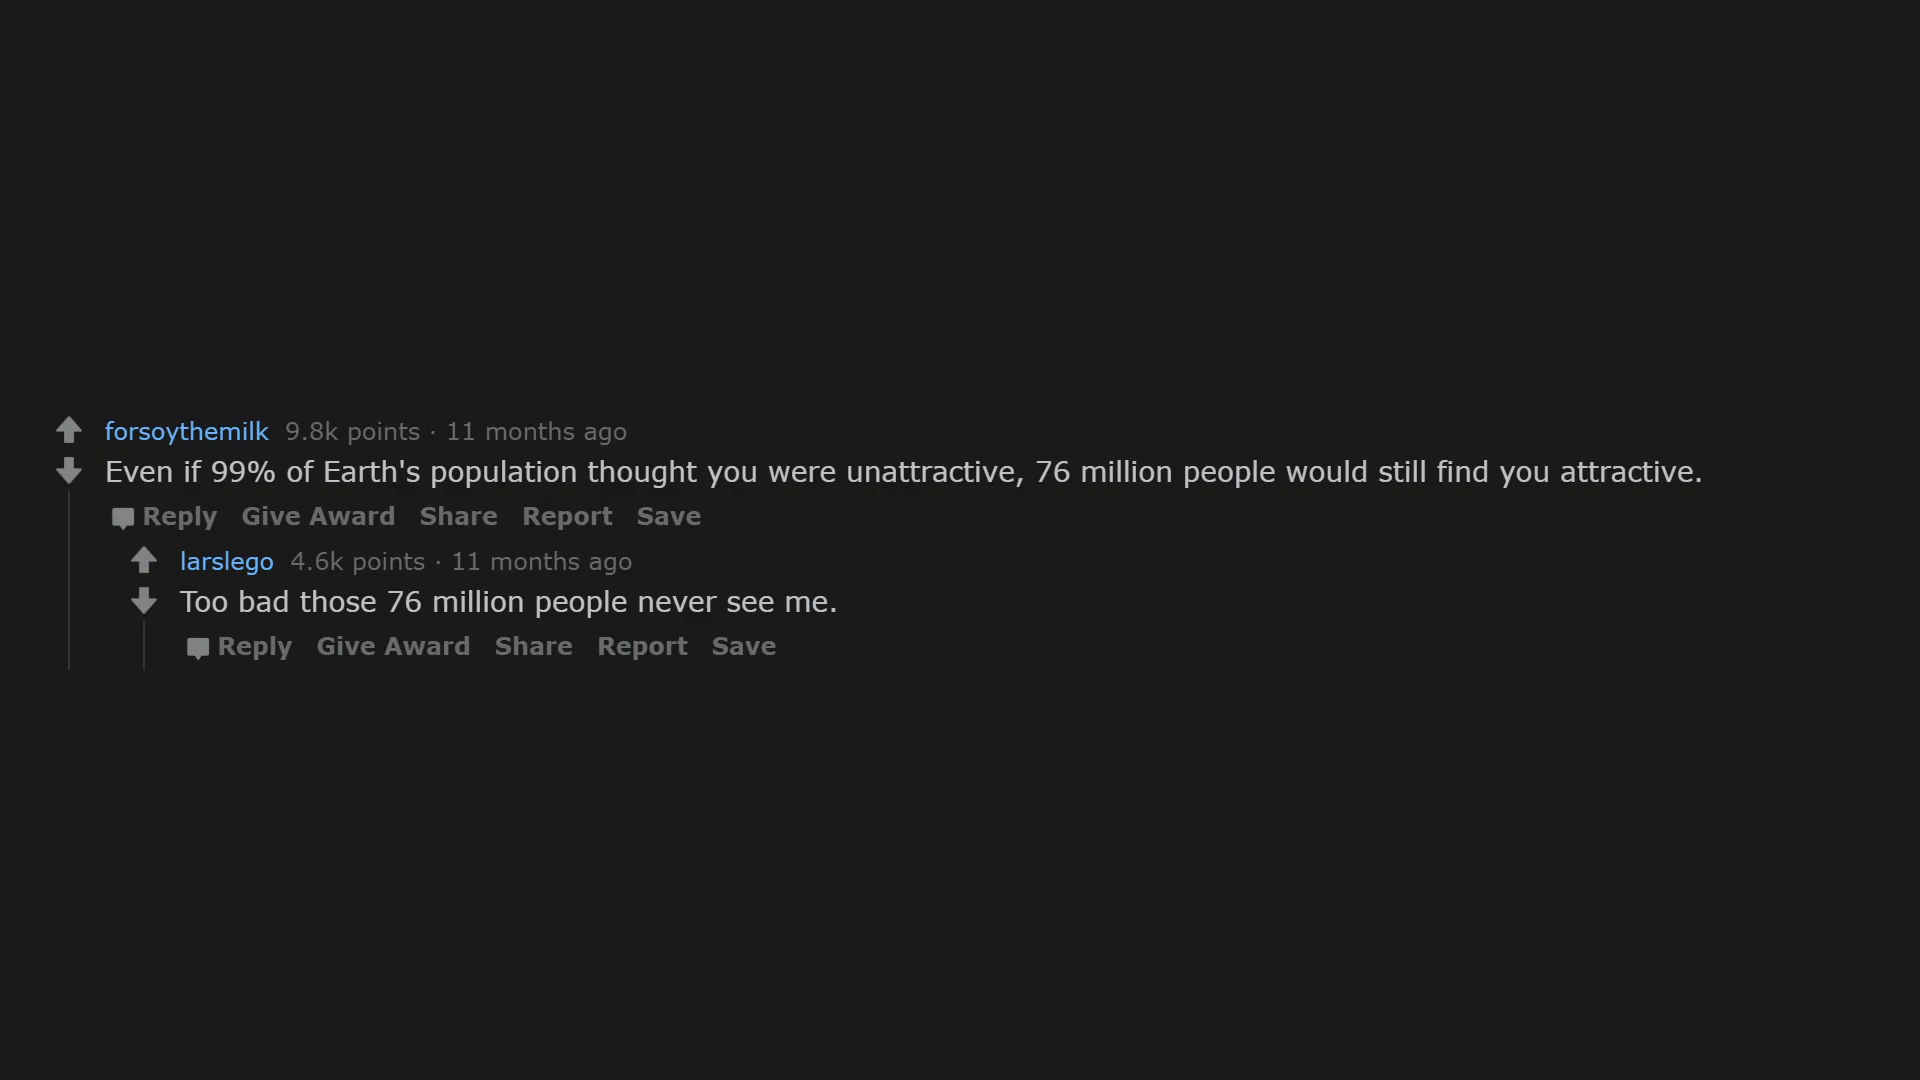 forsoythemilk 9.8k points · 11 months ago
Even if 99% of Earth's population thought you were unattractive, 76 million people would still find you attractive.
Reply Give Award Share Report Save
larslego 4.6k points · 11 months ago
Too bad those 76 million people never see me.
Reply Give Award Share Report Save